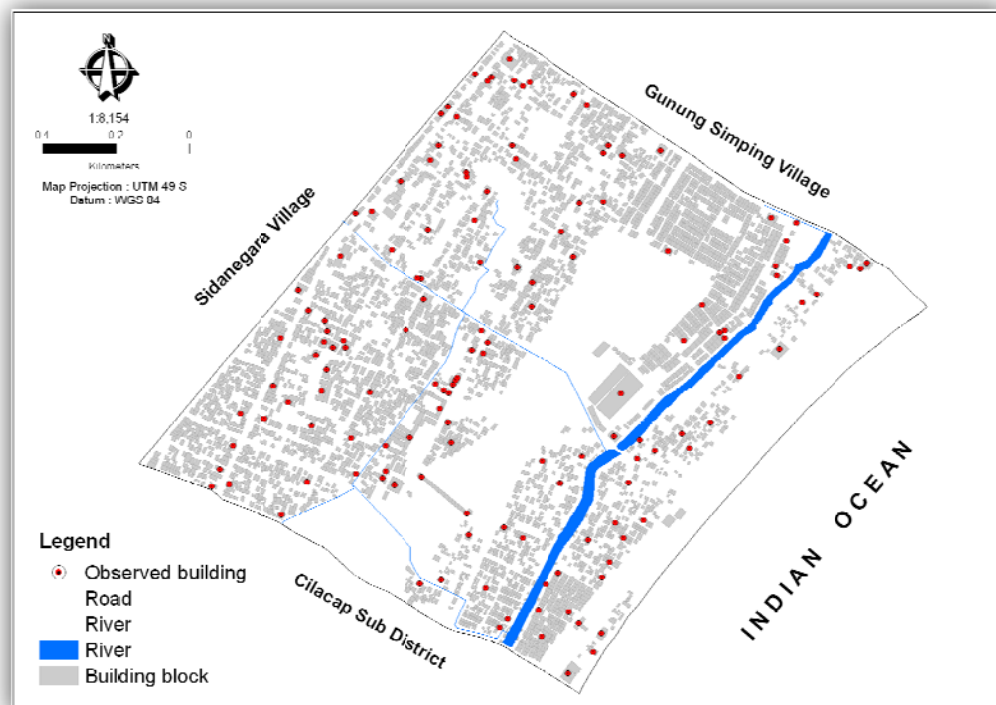 N
1:8,154
0.4 0.2 0
Kilometers
Map Projection : UTM 49 S
Datum : WGS 84
Gunung Simping Village
Sidanegara Village
INDIAN OCEAN
Cilacap Sub District
Legend
Observed building
Road
River
River
Building block